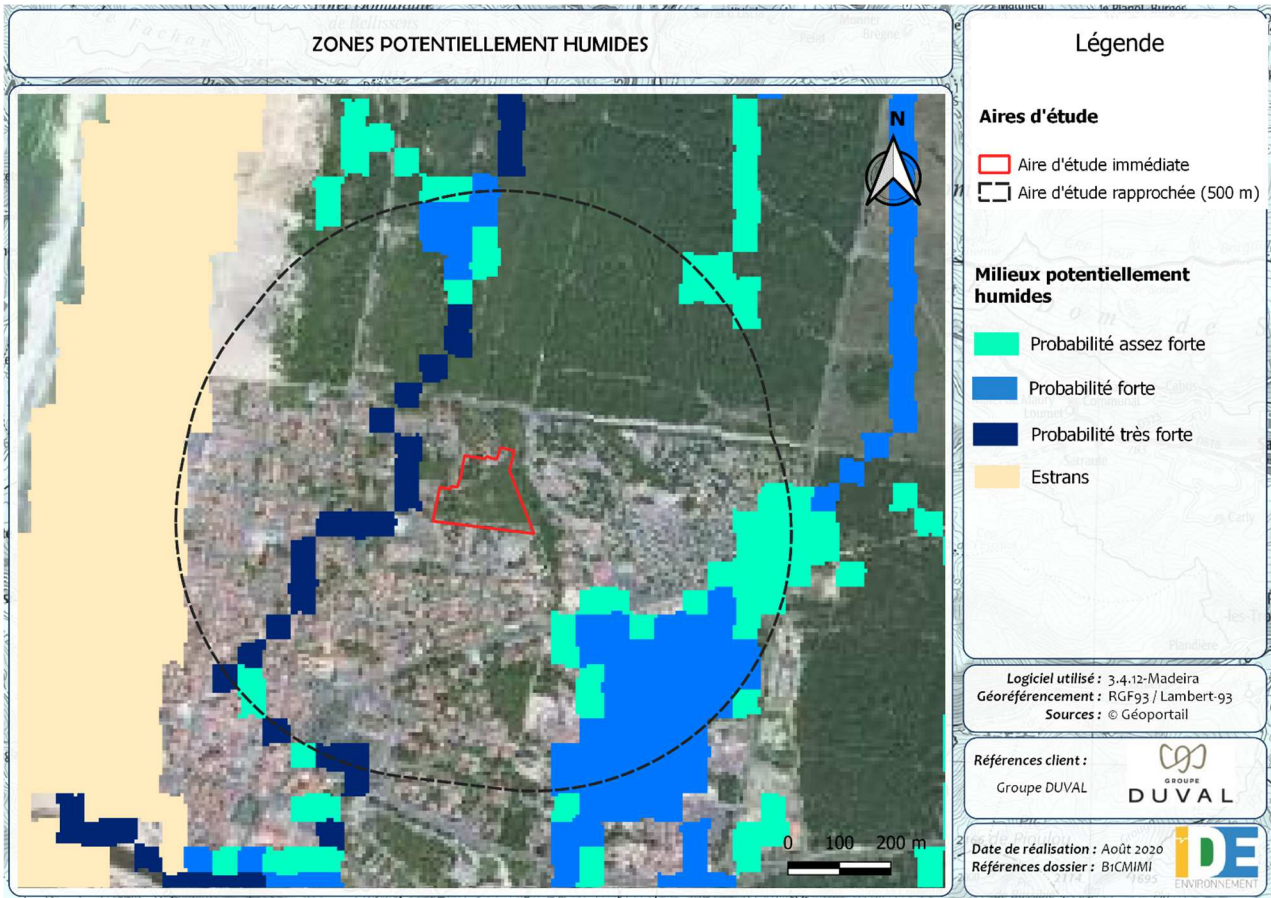 ZONES POTENTIELLEMENT HUMIDES
N
0 100 200 m
Légende
Aires d'étude
Aire d'étude immédiate
Aire d'étude rapprochée (500 m)
Milieux potentiellement
humides
Probabilité assez forte
Probabilité forte
Probabilité très forte
Estrans
Logiciel utilisé : 3.4.12-Madeira
Géoréférencement : RGF93 / Lambert-93
Sources : © Géoportail
Références client :
Groupe DUVAL
GROUPE
DUVAL
Date de réalisation : Août 2020
Références dossier : B1CMIMI
IDE
ENVIRONNEMENT